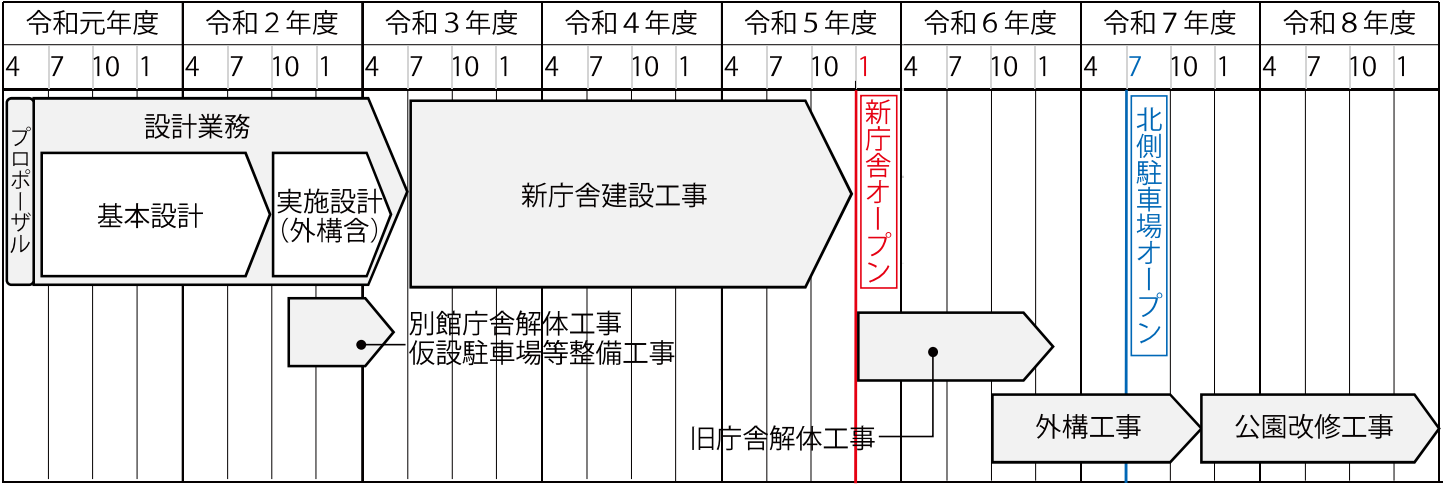 令和元年度 令和２年度 令和３年度 令和４年度 令和５年度 令和６年度 令和７年度 令和８年度
4 7 10 1 4 7 10 1 4 7 10 1 4 7 10 1 4 7 10 1 4 7 10 1 4 7 10 1 4 7 10 1
プロポーザル
設計業務
基本設計
実施設計
（外構含）
新庁舎建設工事
新庁舎オープン
北側駐車場オープン
別館庁舎解体工事
仮設駐車場等整備工事
旧庁舎解体工事
外構工事
公園改修工事